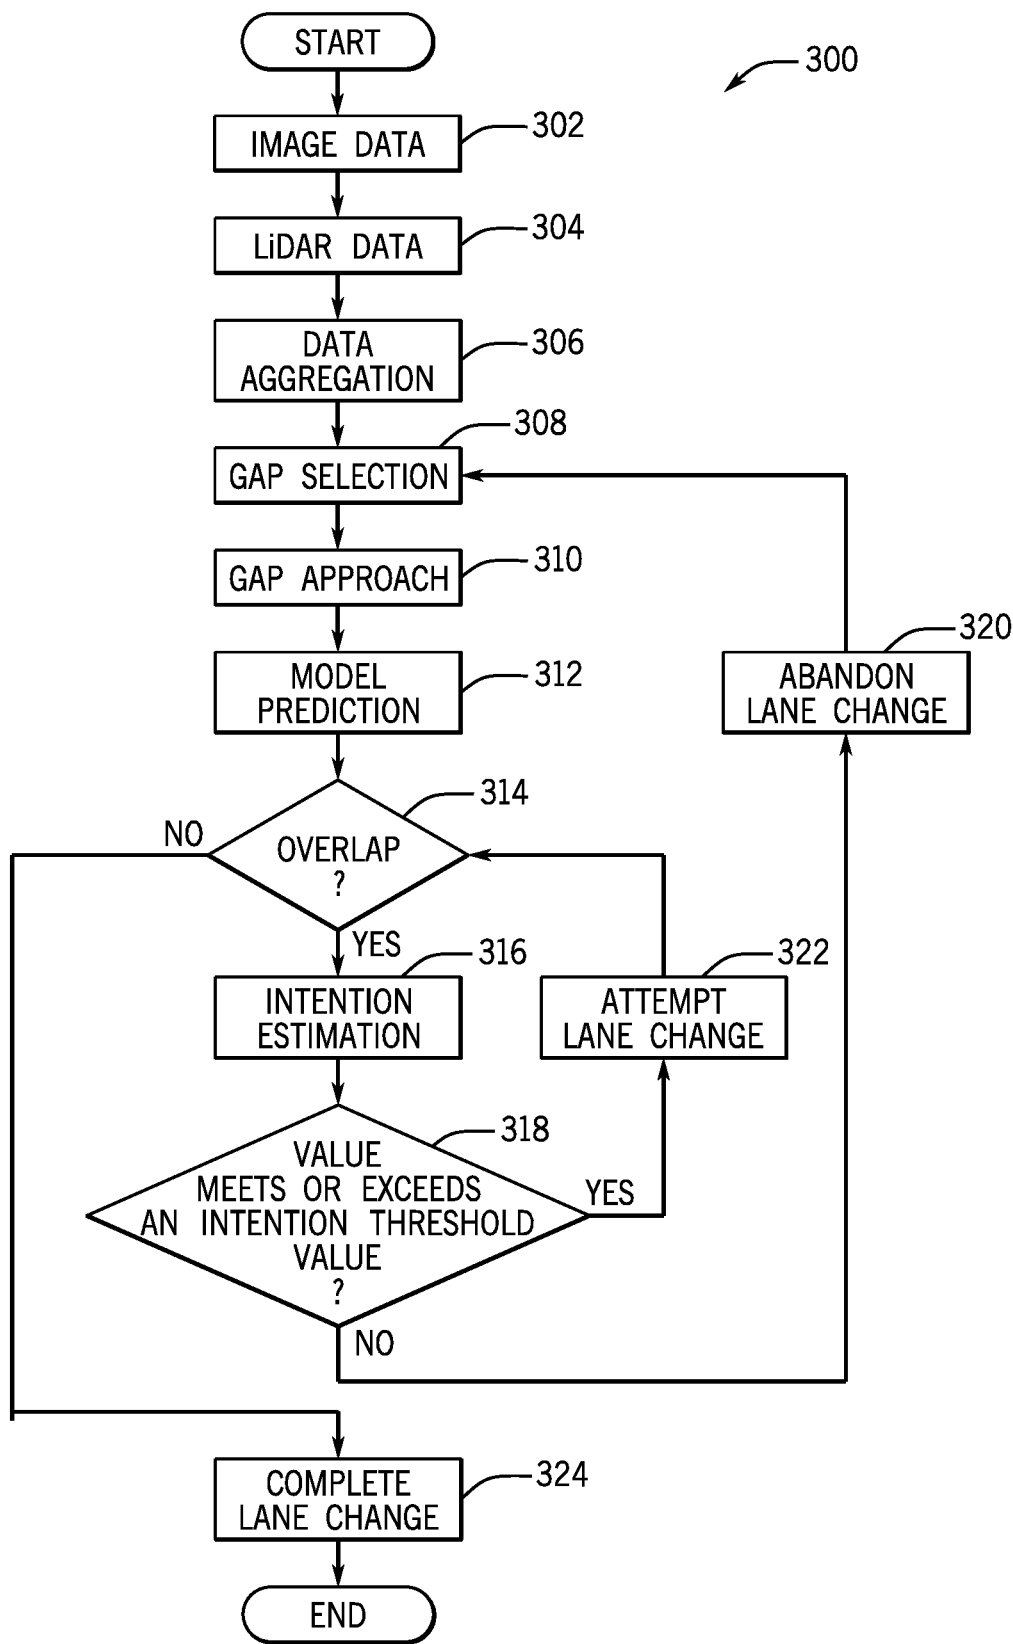 START
300
IMAGE DATA
302
LiDAR DATA
304
DATA
AGGREGATION
306
308
GAP SELECTION
GAP APPROACH
310
MODEL
PREDICTION
312
320
ABANDON
LANE CHANGE
314
NO
OVERLAP
?
YES
316
INTENTION
ESTIMATION
322
ATTEMPT
LANE CHANGE
318
VALUE
MEETS OR EXCEEDS
AN INTENTION THRESHOLD
VALUE
?
YES
NO
COMPLETE
LANE CHANGE
324
END